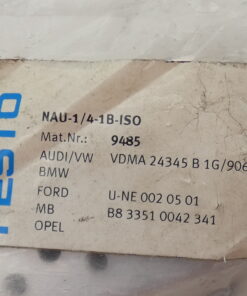 FESTO
NAU-1/4-1B-ISO
Mat.Nr.: 9485
AUDI/VW VDMA 24345 B 1G/906
BMW
FORD U-NE 002 05 01
MB B8 3351 0042 341
OPEL